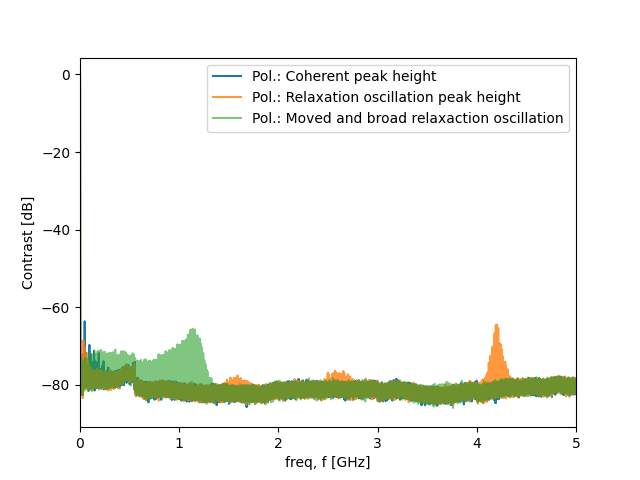 Pol.: Coherent peak height
Pol.: Relaxation oscillation peak height
Pol.: Moved and broad relaxaction oscillation
Contrast [dB]
0
−20
−40
−60
−80
0 1 2 3 4 5
freq, f [GHz]